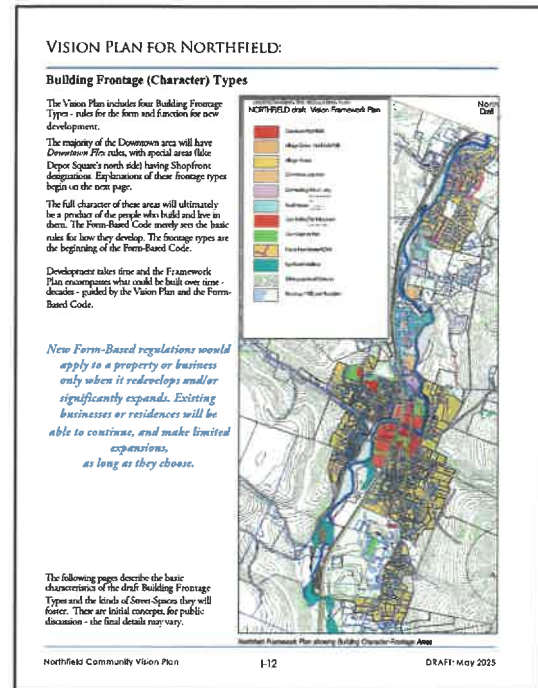 VISION PLAN FOR NORTHFIELD:
Building Frontage (Character) Types
The Vision Plan includes four Building Frontage
Types - rules for the form and function for new
development.
The majority of the Downtown area will have
Downtown Flex rules, with special areas (like
Depot Square's north side) having Shopfront
designations. Explanations of these frontage types
begin on the next page.
The full character of these areas will ultimately
be a product of the people who build and live in
them. The Form-Based Code merely sets the basic
rules for how they develop. The frontage types are
the beginning of the Form-Based Code.
Development takes time and the Framework
Plan encompasses what could be built over time -
decades - guided by the Vision Plan and the Form-
Based Code.
New Form-Based regulations would
apply to a property or business
only when it redevelops and/or
significantly expands. Existing
businesses or residences will be
able to continue, and make limited
expansions,
as long as they choose.
The following pages describe the basic
characteristics of the draft Building Frontage
Types and the kinds of Street-Spaces they will
foster. These are initial concepts, for public
discussion - the final details may vary.
NORTHFIELD draft Vision Framework Plan
North
Draft
Northfield Framework Plan showing Building Character-Frontage Areas
Northfield Community Vision Plan
I-12
DRAFT- May 2025